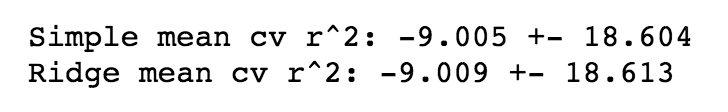 Simple mean cv r^2: -9.005 +- 18.604
Ridge mean cv r^2: -9.009 +- 18.613